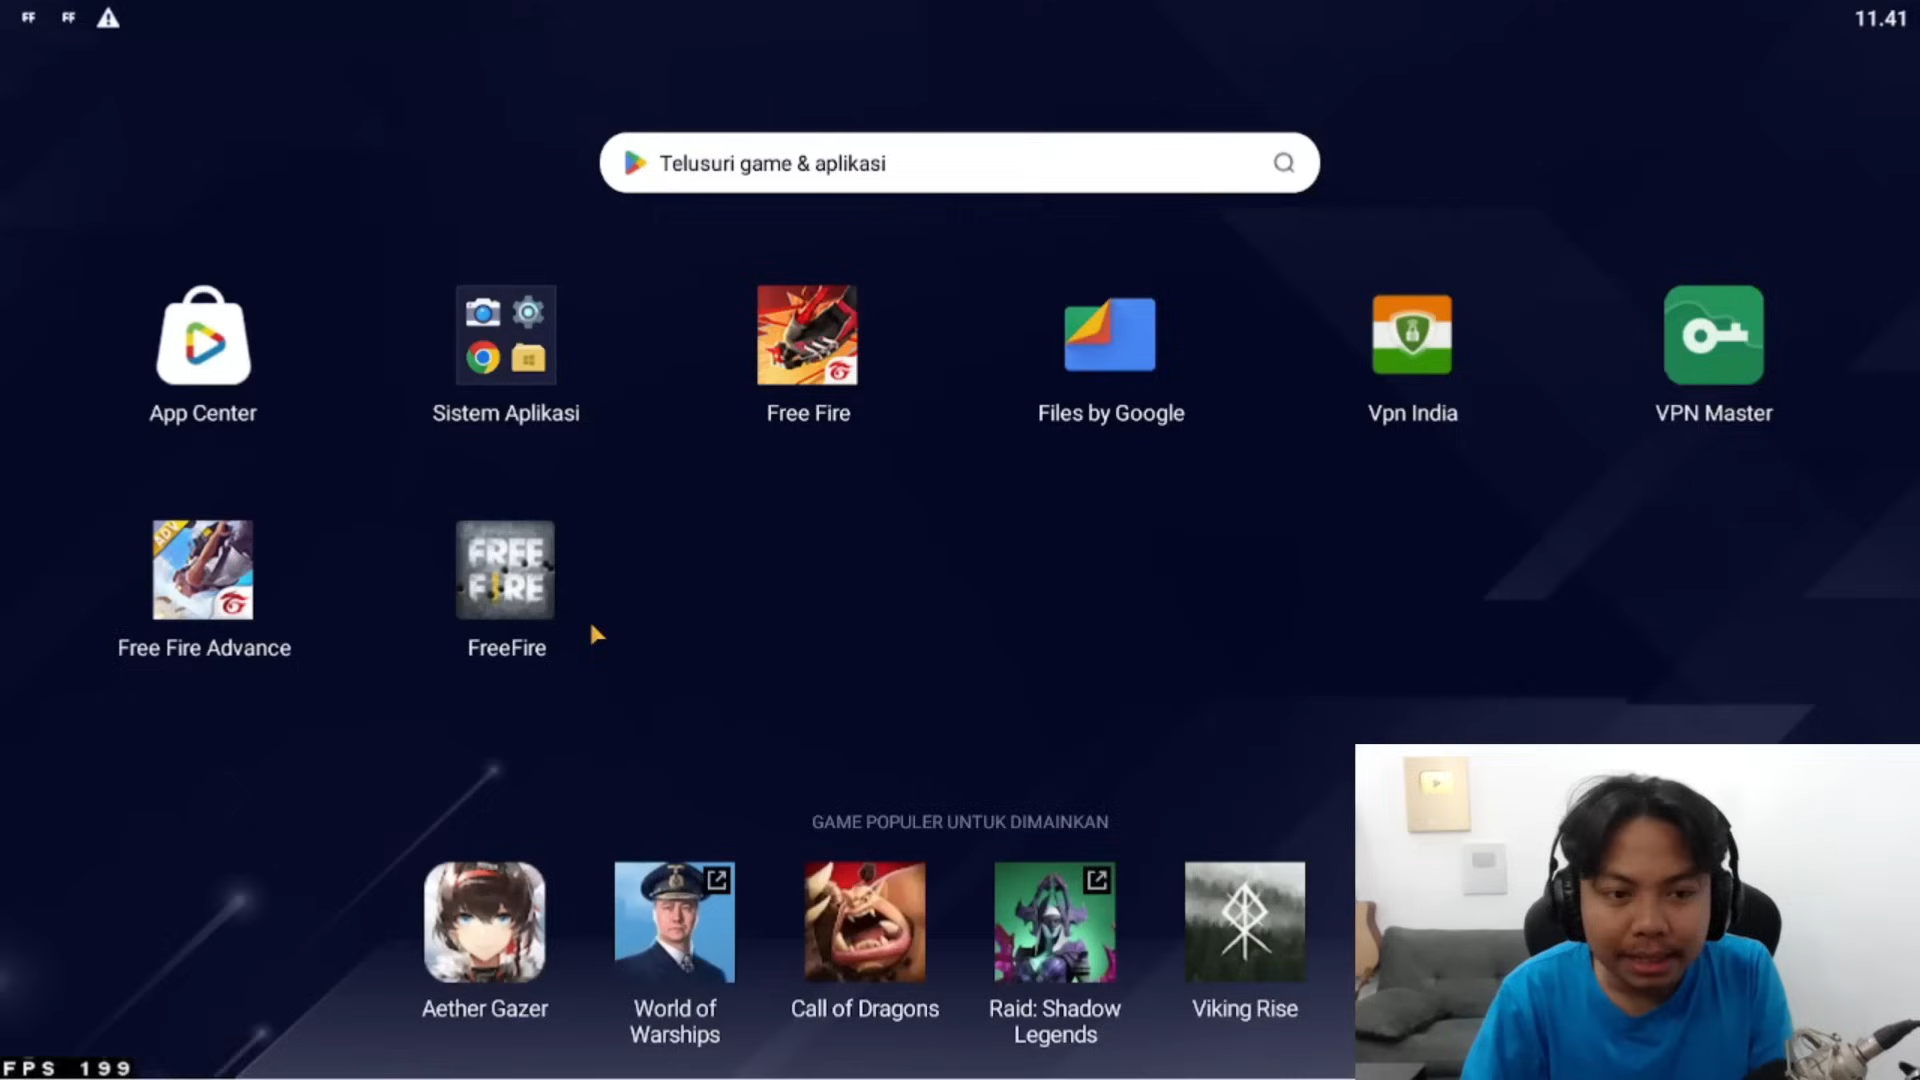 FF FF 11.41
Telusuri game & aplikasi
App Center
Sistem Aplikasi
Free Fire
Files by Google
Vpn India
VPN Master
ADV
FREE
FIRE
Free Fire Advance
FreeFire
GAME POPULER UNTUK DIMAINKAN
Aether Gazer
World of
Warships
Call of Dragons
Raid: Shadow
Legends
Viking Rise
FPS 199